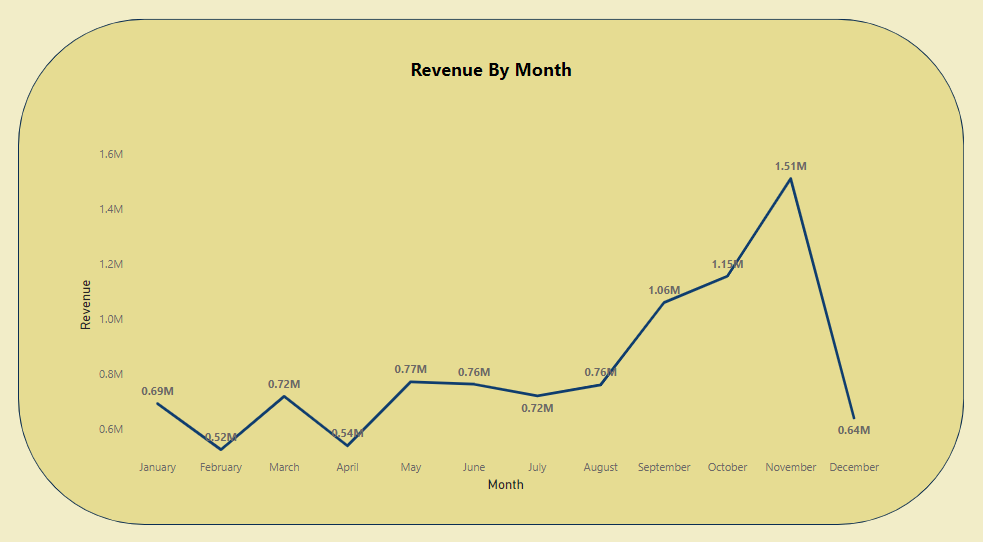 Revenue By Month
1.6M
1.4M
1.2M
1.0M
0.8M
0.6M
Revenue
0.69M
0.52M
0.72M
0.54M
0.77M
0.76M
0.72M
0.76M
1.06M
1.15M
1.51M
0.64M
January February March April May June July August September October November December
Month